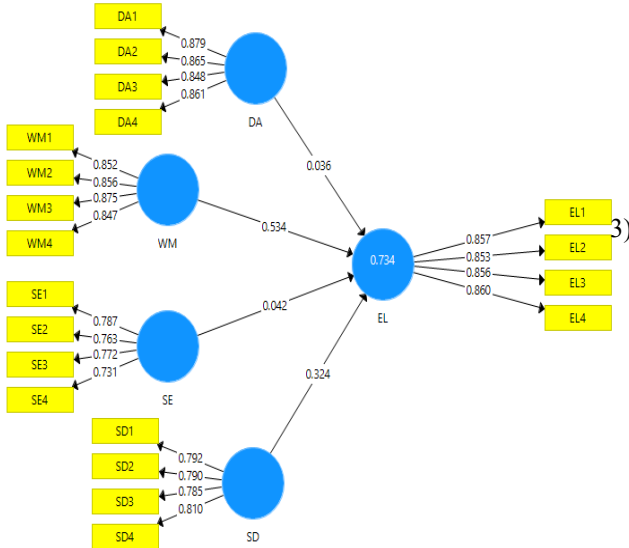 DA1
DA2
DA3
DA4
0.879
0.865
0.848
0.861
DA
0.036
WM1
WM2
WM3
WM4
0.852
0.856
0.875
0.847
WM
0.534
SE1
SE2
SE3
SE4
0.787
0.763
0.772
0.731
SE
0.042
SD1
SD2
SD3
SD4
0.792
0.790
0.785
0.810
SD
0.324
0.734
EL
0.857
0.853
0.856
0.860
EL1
EL2
EL3
EL4
3)